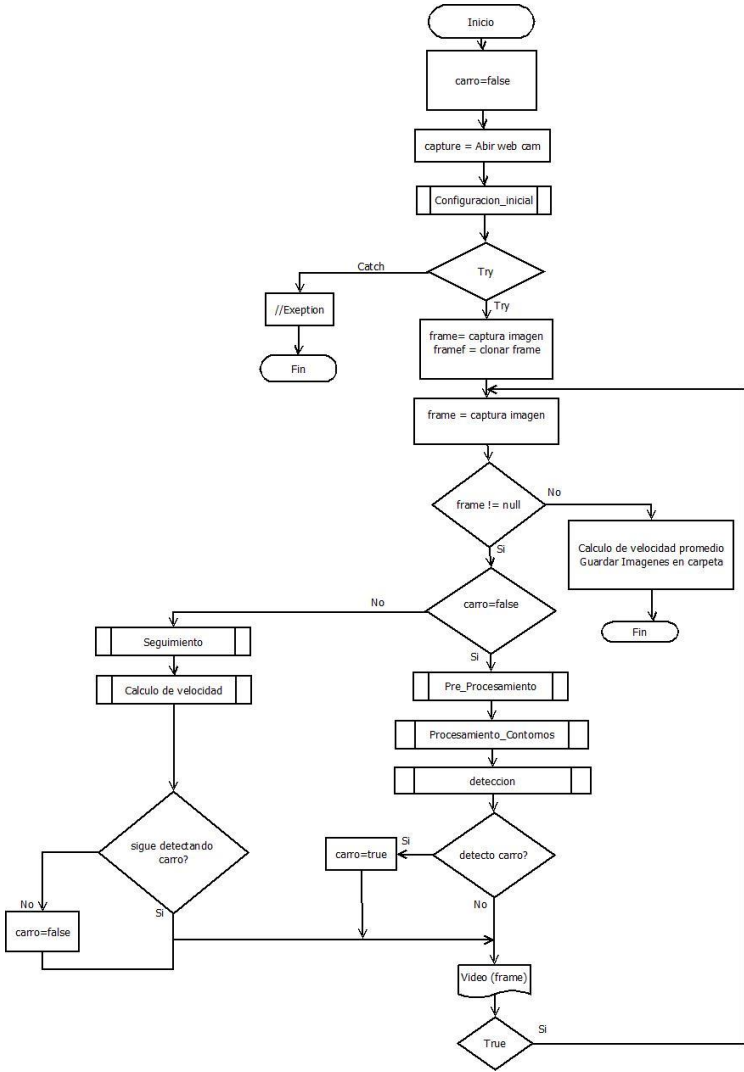 Inicio
carro=false
capture = Abir web cam
Configuracion_inicial
Try
Catch
Try
//Exeption
Fin
frame= captura imagen
framef = clonar frame
frame = captura imagen
frame != null
No
Si
Calculo de velocidad promedio
Guardar Imagenes en carpeta
Fin
carro=false
No
Si
Seguimiento
Calculo de velocidad
Pre_Procesamiento
Procesamiento_Contornos
deteccion
sigue detectando
carro?
No
Si
carro=false
detecto carro?
Si
carro=true
No
Video (frame)
True
Si